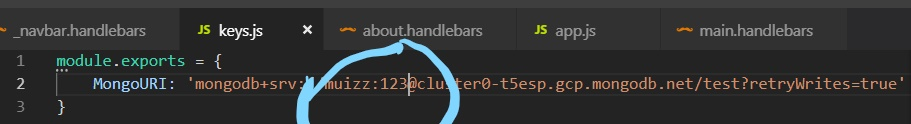 _navbar.handlebars JS keys.js × about.handlebars JS app.js main.handlebars
1 module.exports = {
2 MongoURI: 'mongodb+srv: muizz:123@cluster0-t5esp.gcp.mongodb.net/test?retryWrites=true'
3 }